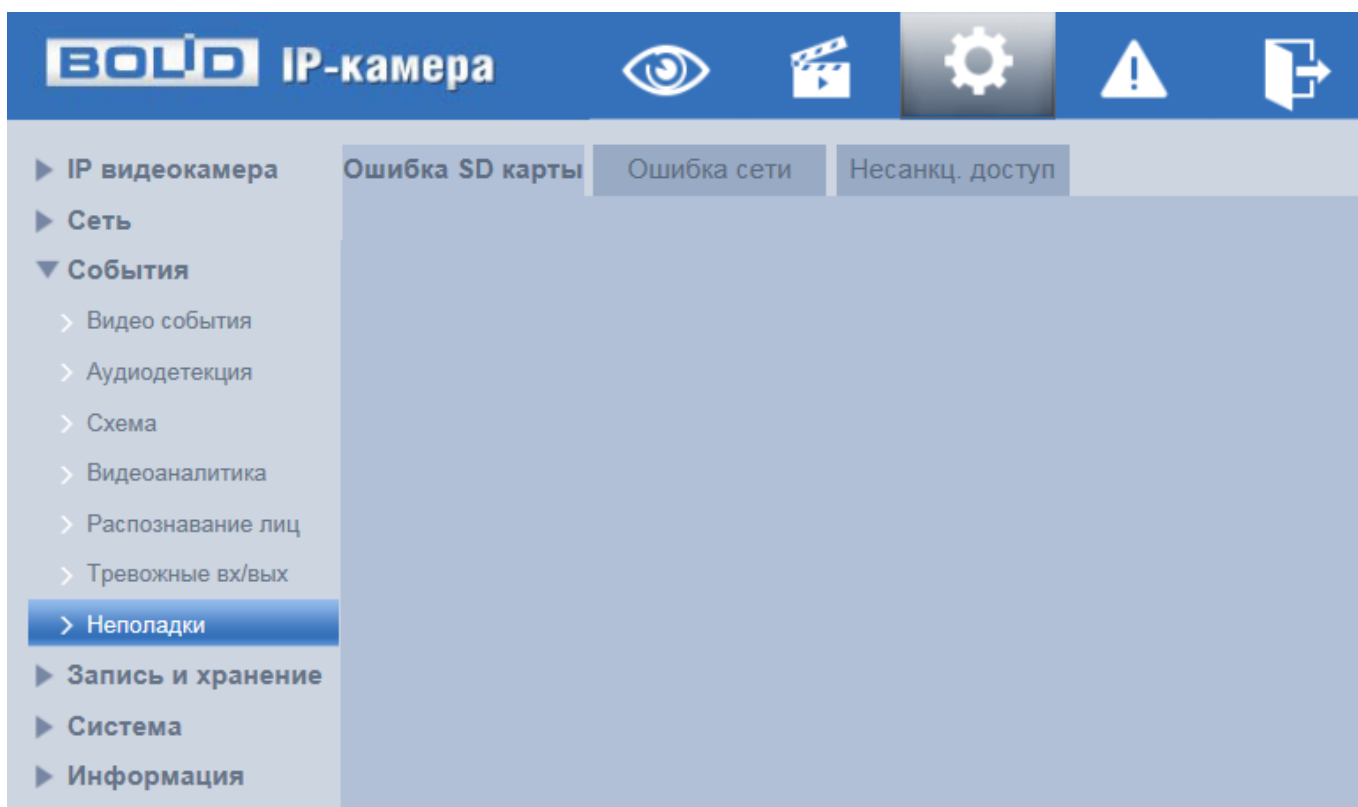 BOLID IP-камера
Ошибка SD карты Ошибка сети Несанкц. доступ
IP видеокамера
Сеть
События
Видео события
Аудиодетекция
Схема
Видеоаналитика
Распознавание лиц
Тревожные вх/вых
Неполадки
Запись и хранение
Система
Информация